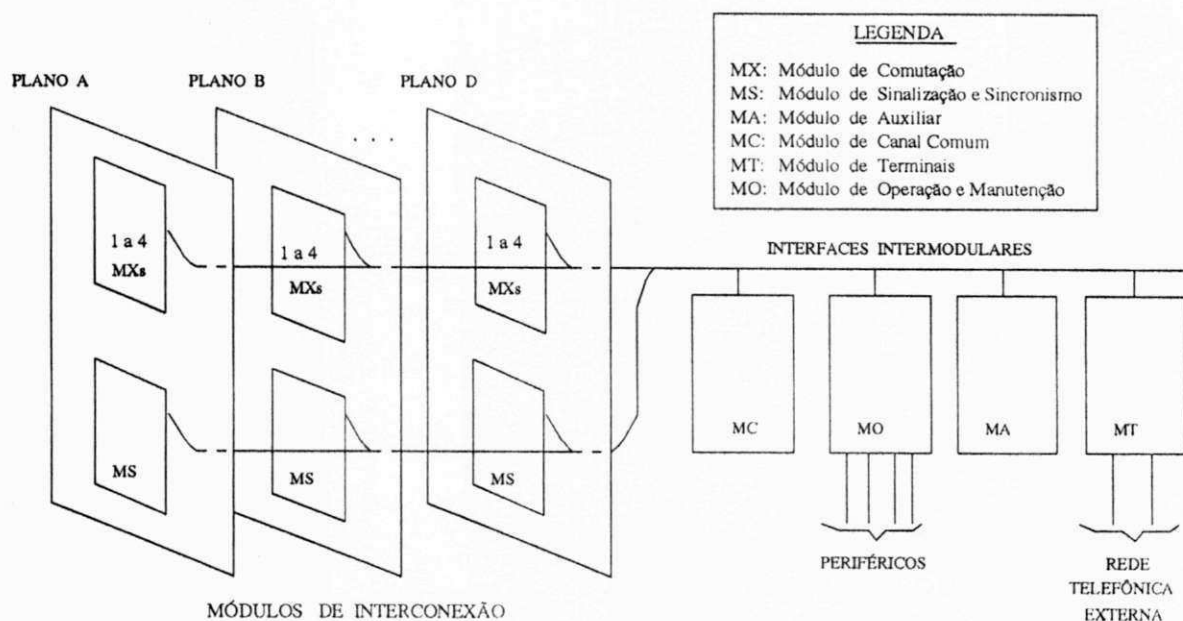 LEGENDA
MX: Módulo de Comutação
MS: Módulo de Sinalização e Sincronismo
MA: Módulo de Auxiliar
MC: Módulo de Canal Comum
MT: Módulo de Terminais
MO: Módulo de Operação e Manutenção
PLANO A
PLANO B
PLANO D
. . .
1 a 4
MXs
1 a 4
MXs
1 a 4
MXs
INTERFACES INTERMODULARES
MS
MS
MS
MC
MO
MA
MT
PERIFÉRICOS
REDE
TELEFÔNICA
EXTERNA
MÓDULOS DE INTERCONEXÃO